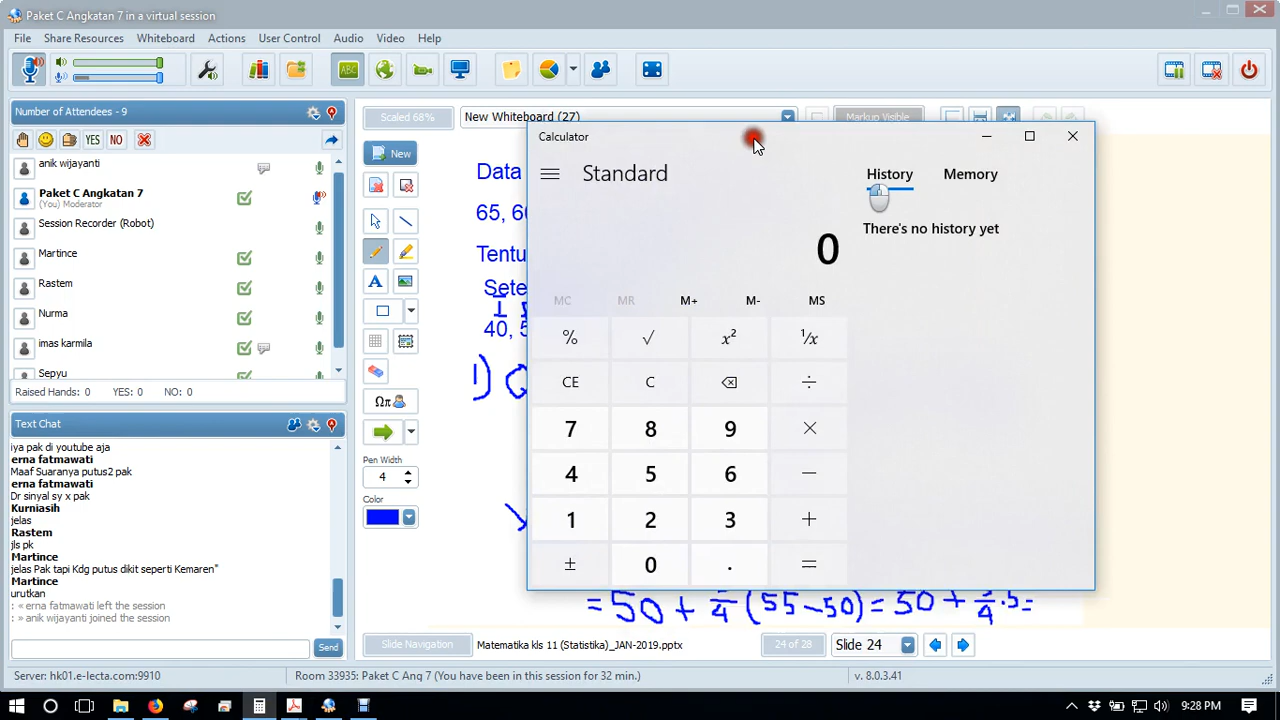 Paket C Angkatan 7 in a virtual session
File Share Resources Whiteboard Actions User Control Audio Video Help
ABC
Number of Attendees - 9
YES NO
anik wijayanti
Paket C Angkatan 7
(You) Moderator
Session Recorder (Robot)
Martince
Rastem
Nurma
imas karmila
Sepyu
Raised Hands: 0 YES: 0 NO: 0
Text Chat
iya pak di youtube aja
erna fatmawati
Maaf Suaranya putus2 pak
erna fatmawati
Dr sinyal sy x pak
Kurniasih
jelas
Rastem
jls pk
Martince
jelas Pak tapi Kdg putus dikit seperti Kemaren"
Martince
urutkan
: « erna fatmawati left the session
: » anik wijayanti joined the session
Send
Scaled 68%
New Whiteboard (27)
Markup Visible
New
A
Ωπ
Pen Width
4
Color
Data
65, 6
Tentu
Sete
40, 5
1) Q
Calculator
Standard
History Memory
There's no history yet
0
MC MR M+ M- MS
% √ x² ¹/x
CE C ÷
7 8 9 ×
4 5 6 −
1 2 3 +
± 0 . =
(55-50) = 50 +
Slide Navigation
Matematika kls 11 (Statistika)_JAN-2019.pptx
24 of 28
Slide 24
Server: hk01.e-lecta.com:9910
Room 33935: Paket C Ang 7 (You have been in this session for 32 min.)
v. 8.0.3.41
9:28 PM